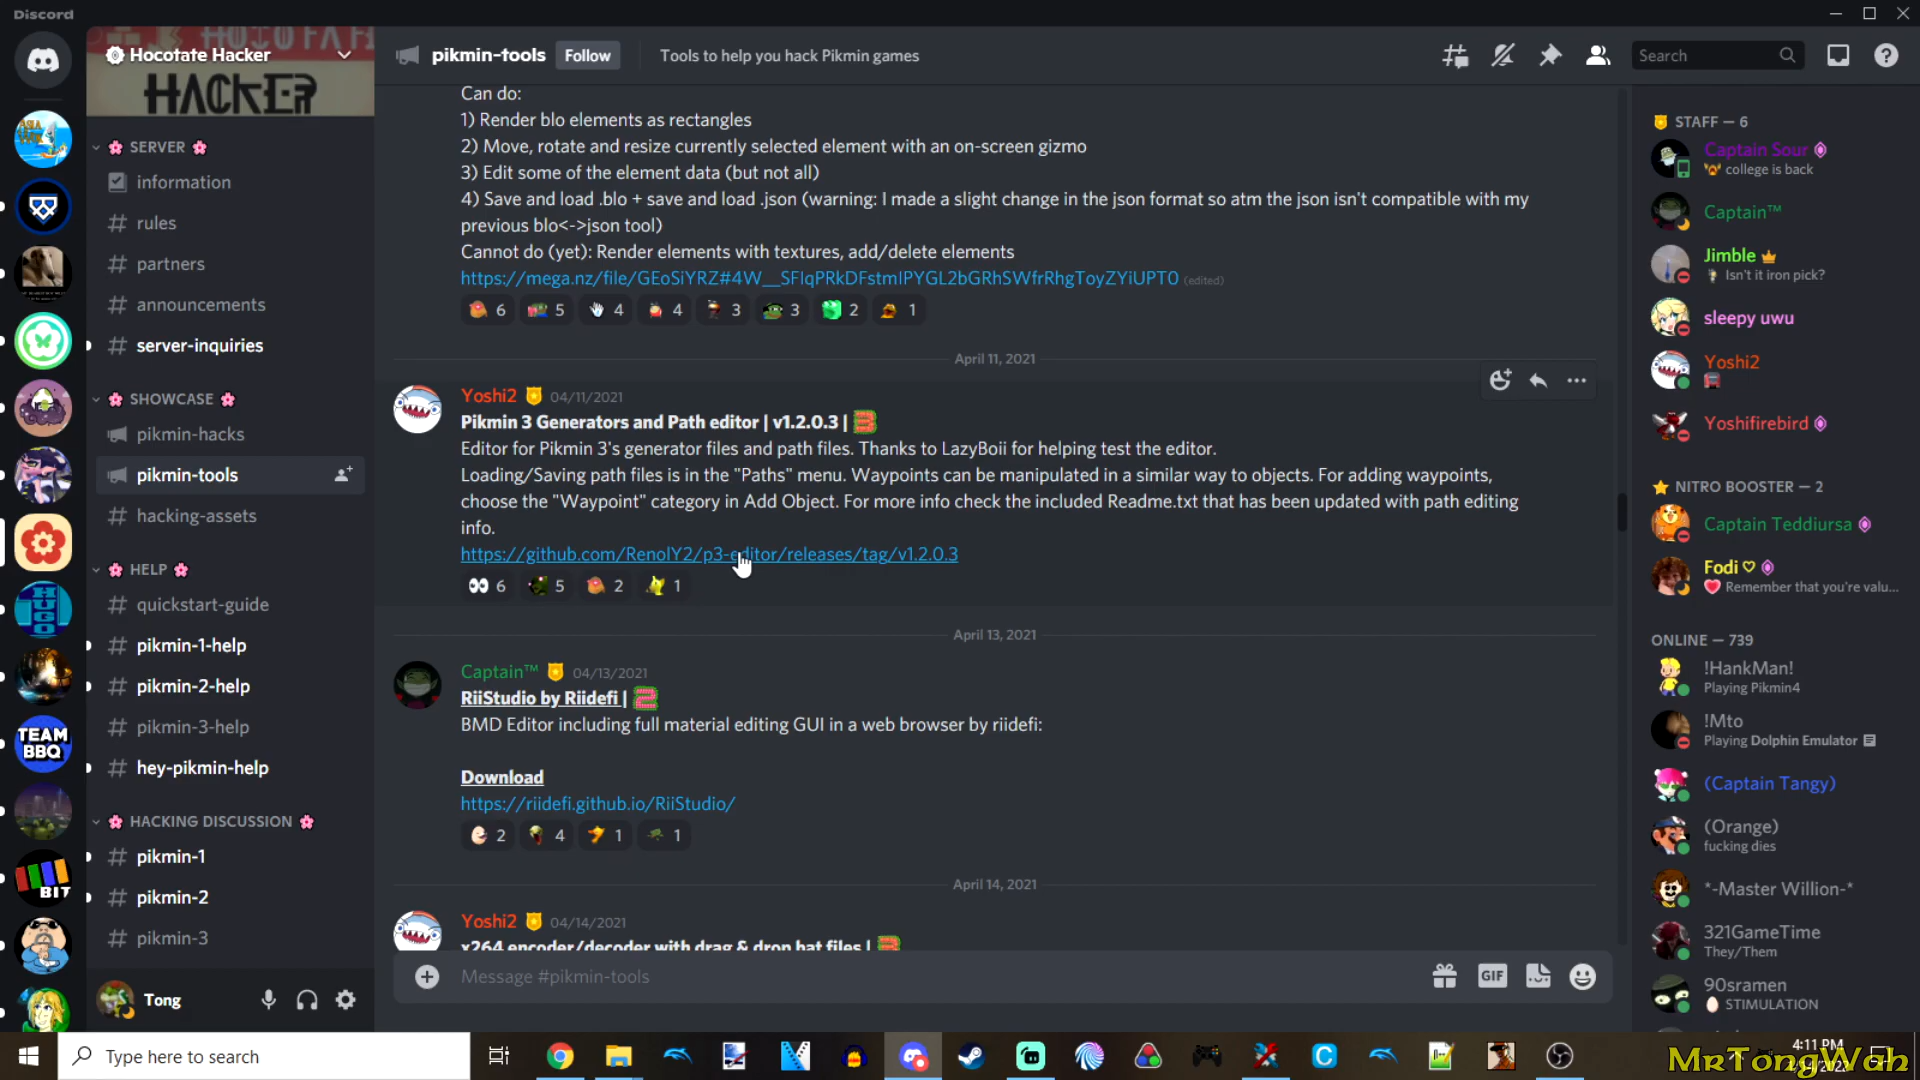 Discord
Hocotate Hacker
HACKER
SERVER
information
rules
partners
announcements
server-inquiries
SHOWCASE
pikmin-hacks
pikmin-tools
hacking-assets
HELP
quickstart-guide
pikmin-1-help
pikmin-2-help
pikmin-3-help
hey-pikmin-help
HACKING DISCUSSION
pikmin-1
pikmin-2
pikmin-3
Tong
HUGO
TEAM
BBQ
BIT
pikmin-tools
Follow
Tools to help you hack Pikmin games
Search
Can do:
1) Render blo elements as rectangles
2) Move, rotate and resize currently selected element with an on-screen gizmo
3) Edit some of the element data (but not all)
4) Save and load .blo + save and load .json (warning: I made a slight change in the json format so atm the json isn't compatible with my
previous blo<->json tool)
Cannot do (yet): Render elements with textures, add/delete elements
https://mega.nz/file/GEoSiYRZ#4W__SFIqPRkDFstmIPYGL2bGRhSWfrRhgToyZYiUPT0 (edited)
6 5 4 4 3 3 2 1
April 11, 2021
Yoshi2 04/11/2021
Pikmin 3 Generators and Path editor | v1.2.0.3 | 3
Editor for Pikmin 3's generator files and path files. Thanks to LazyBoii for helping test the editor.
Loading/Saving path files is in the "Paths" menu. Waypoints can be manipulated in a similar way to objects. For adding waypoints,
choose the "Waypoint" category in Add Object. For more info check the included Readme.txt that has been updated with path editing
info.
https://github.com/RenolY2/p3-editor/releases/tag/v1.2.0.3
6 5 2 1
April 13, 2021
Captain™ 04/13/2021
RiiStudio by Riidefi | 2
BMD Editor including full material editing GUI in a web browser by riidefi:
Download
https://riidefi.github.io/RiiStudio/
2 4 1 1
April 14, 2021
Yoshi2 04/14/2021
x264 encoder/decoder with drag & drop bat files | 3
Message #pikmin-tools
GIF
STAFF — 6
Captain Sour
college is back
Captain™
Jimble
Isn't it iron pick?
sleepy uwu
Yoshi2
Yoshifirebird
NITRO BOOSTER — 2
Captain Teddiursa
Fodi ♡
Remember that you're valu...
ONLINE — 739
!HankMan!
Playing Pikmin4
!Mto
Playing Dolphin Emulator
(Captain Tangy)
(Orange)
fucking dies
*-Master Willion-*
321GameTime
They/Them
90sramen
STIMULATION
Type here to search
4:11 PM
MrTongWah